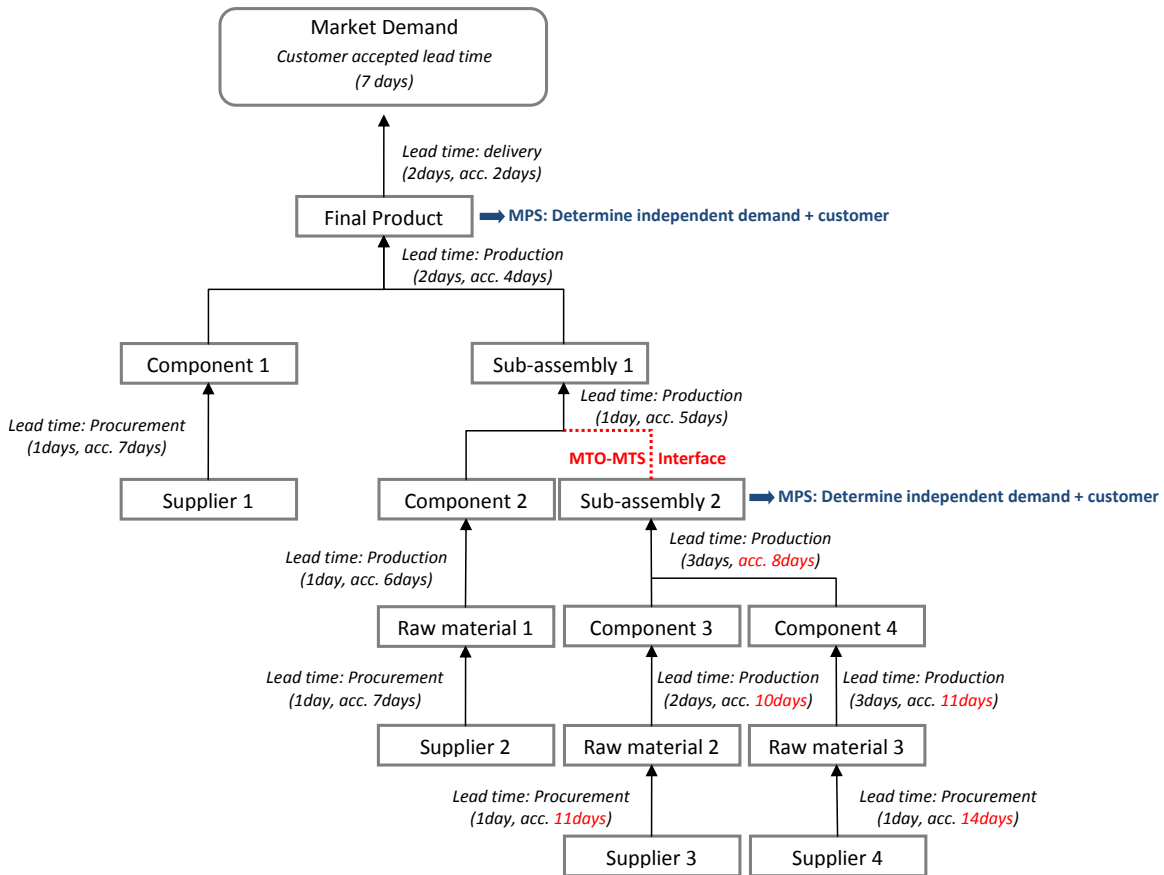 Market Demand
Customer accepted lead time
(7 days)
Lead time: delivery
(2days, acc. 2days)
Final Product
MPS: Determine independent demand + customer
Lead time: Production
(2days, acc. 4days)
Component 1
Sub-assembly 1
Lead time: Procurement
(1days, acc. 7days)
Lead time: Production
(1day, acc. 5days)
MTO-MTS Interface
Supplier 1
Component 2
Sub-assembly 2
MPS: Determine independent demand + customer
Lead time: Production
(1day, acc. 6days)
Lead time: Production
(3days, acc. 8days)
Raw material 1
Component 3
Component 4
Lead time: Procurement
(1day, acc. 7days)
Lead time: Production
(2days, acc. 10days)
Lead time: Production
(3days, acc. 11days)
Supplier 2
Raw material 2
Raw material 3
Lead time: Procurement
(1day, acc. 11days)
Lead time: Procurement
(1day, acc. 14days)
Supplier 3
Supplier 4